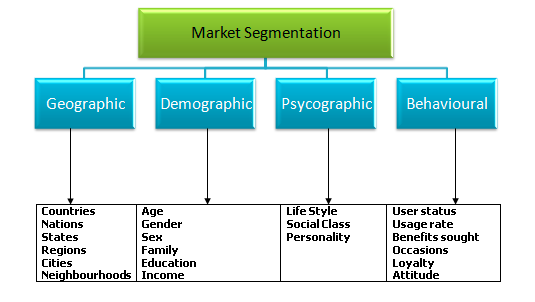 Market Segmentation
Geographic
Demographic
Psycographic
Behavioural
Countries
Nations
States
Regions
Cities
Neighbourhoods
Age
Gender
Sex
Family
Education
Income
Life Style
Social Class
Personality
User status
Usage rate
Benefits sought
Occasions
Loyalty
Attitude